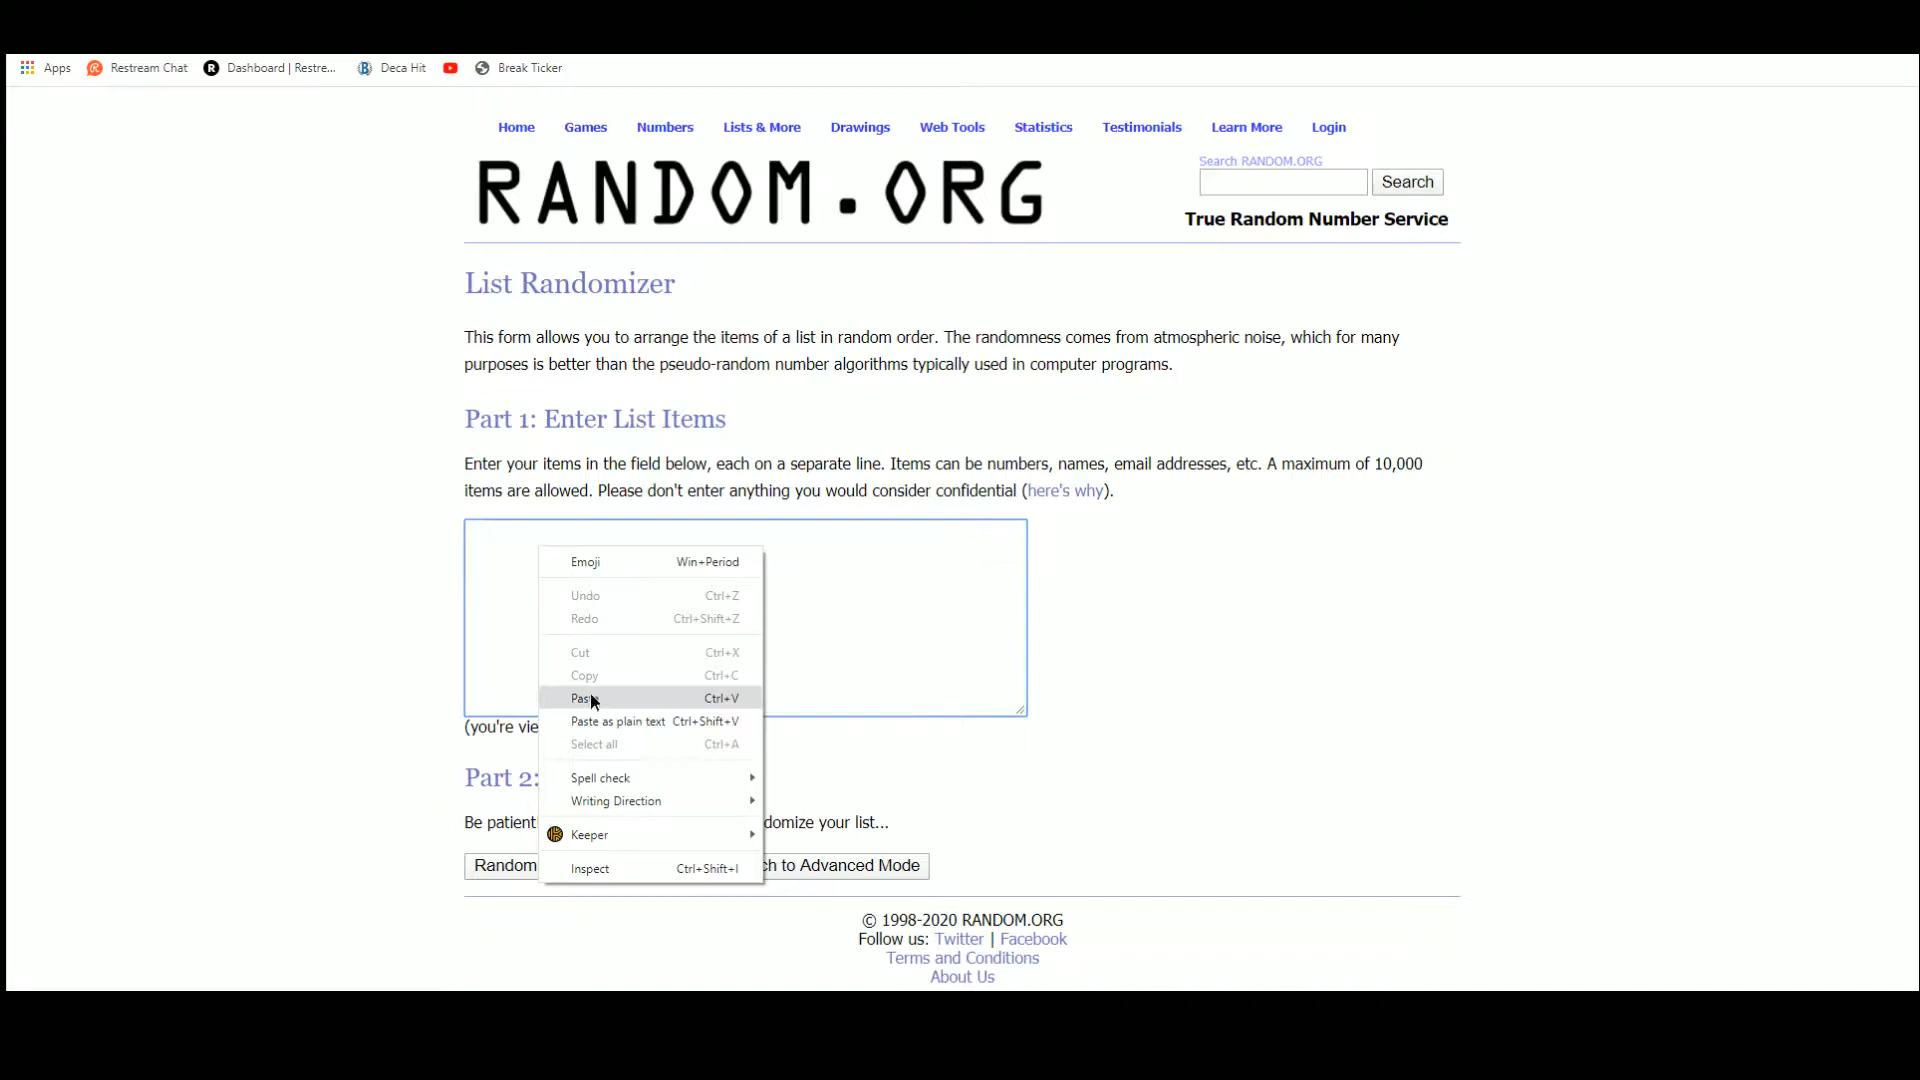 Apps Restream Chat Dashboard | Restre... Deca Hit Break Ticker
Home Games Numbers Lists & More Drawings Web Tools Statistics Testimonials Learn More Login
RANDOM.ORG
Search RANDOM.ORG
Search
True Random Number Service
List Randomizer
This form allows you to arrange the items of a list in random order. The randomness comes from atmospheric noise, which for many
purposes is better than the pseudo-random number algorithms typically used in computer programs.
Part 1: Enter List Items
Enter your items in the field below, each on a separate line. Items can be numbers, names, email addresses, etc. A maximum of 10,000
items are allowed. Please don't enter anything you would consider confidential (here's why).
Emoji Win+Period
Undo Ctrl+Z
Redo Ctrl+Shift+Z
Cut Ctrl+X
Copy Ctrl+C
Ctrl+V
Paste as plain text Ctrl+Shift+V
Select all Ctrl+A
Spell check
Writing Direction
Keeper
Inspect Ctrl+Shift+I
(you're
Part 2:
Be patient your list...
to Advanced Mode
© 1998-2020 RANDOM.ORG
Follow us: Twitter | Facebook
Terms and Conditions
About Us